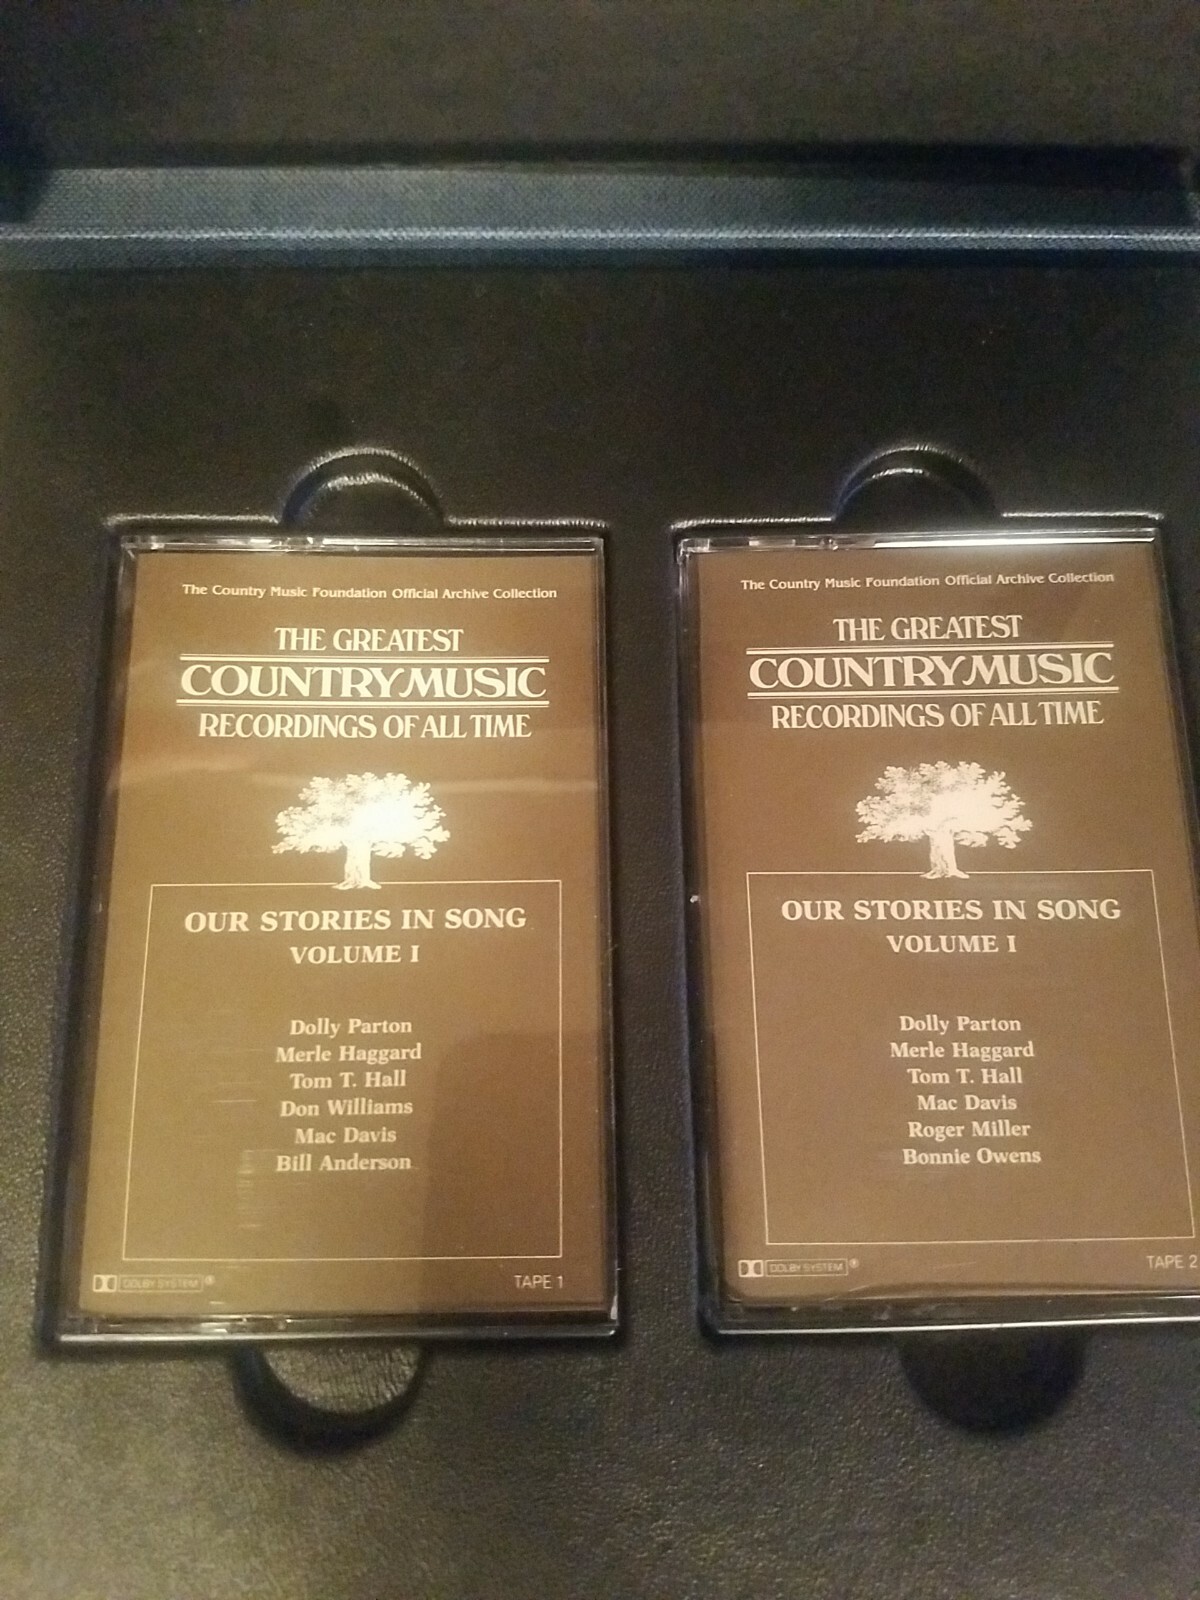 The Country Music Foundation Official Archive Collection
THE GREATEST
COUNTRY MUSIC
RECORDINGS OF ALL TIME
OUR STORIES IN SONG
VOLUME I
Dolly Parton
Merle Haggard
Tom T. Hall
Don Williams
Mac Davis
Bill Anderson
DOLBY SYSTEM®
TAPE 1
The Country Music Foundation Official Archive Collection
THE GREATEST
COUNTRY MUSIC
RECORDINGS OF ALL TIME
OUR STORIES IN SONG
VOLUME I
Dolly Parton
Merle Haggard
Tom T. Hall
Mac Davis
Roger Miller
Bonnie Owens
DOLBY SYSTEM®
TAPE 2